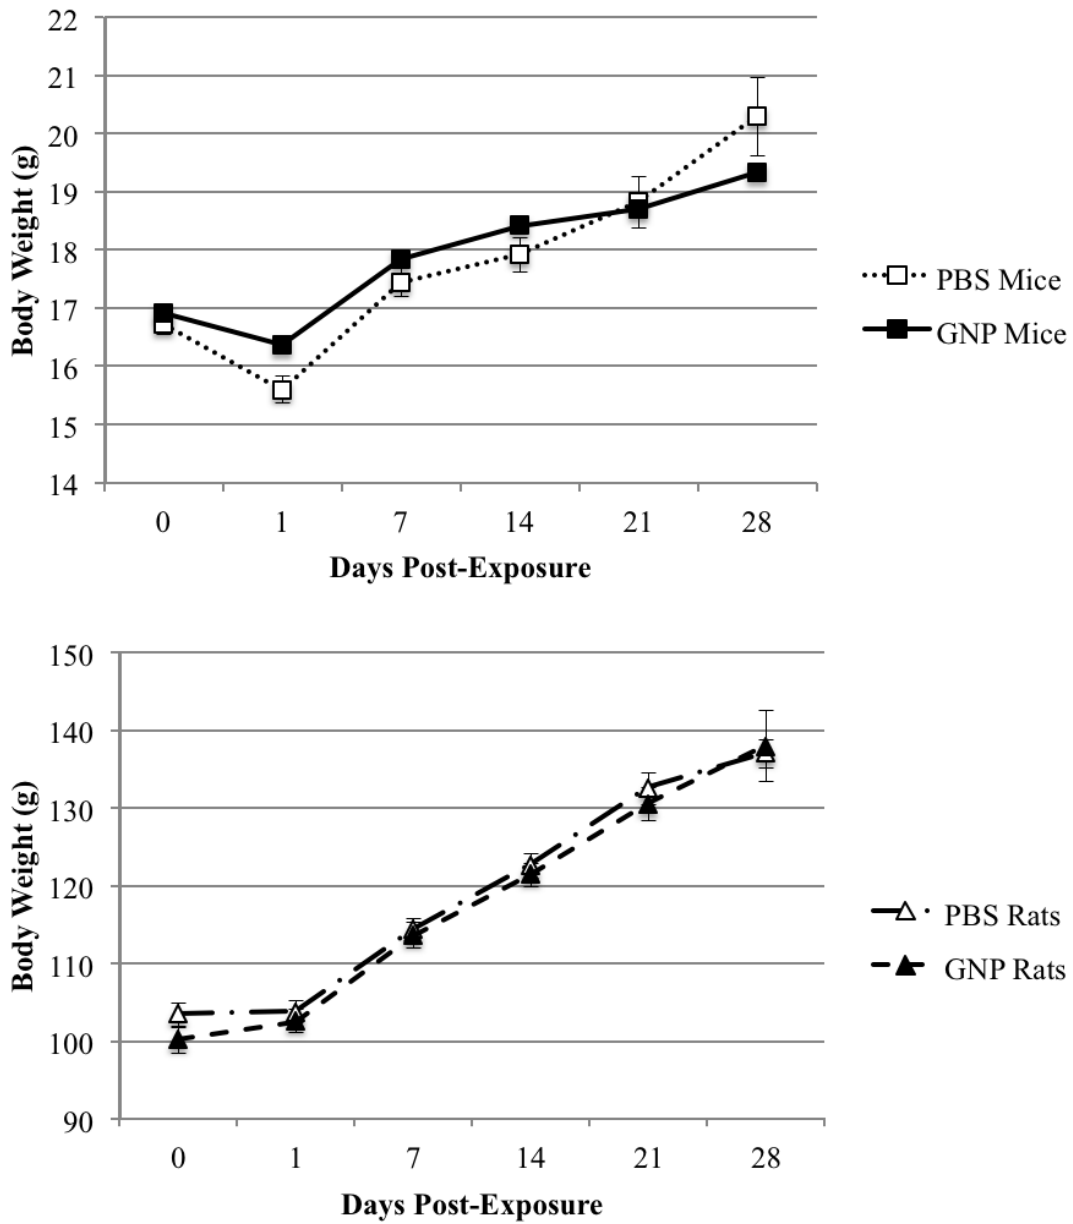 22
21
20
19
18
17
16
15
14
Body Weight (g)
0 1 7 14 21 28
Days Post-Exposure
PBS Mice
GNP Mice
150
140
130
120
110
100
90
Body Weight (g)
0 1 7 14 21 28
Days Post-Exposure
PBS Rats
GNP Rats